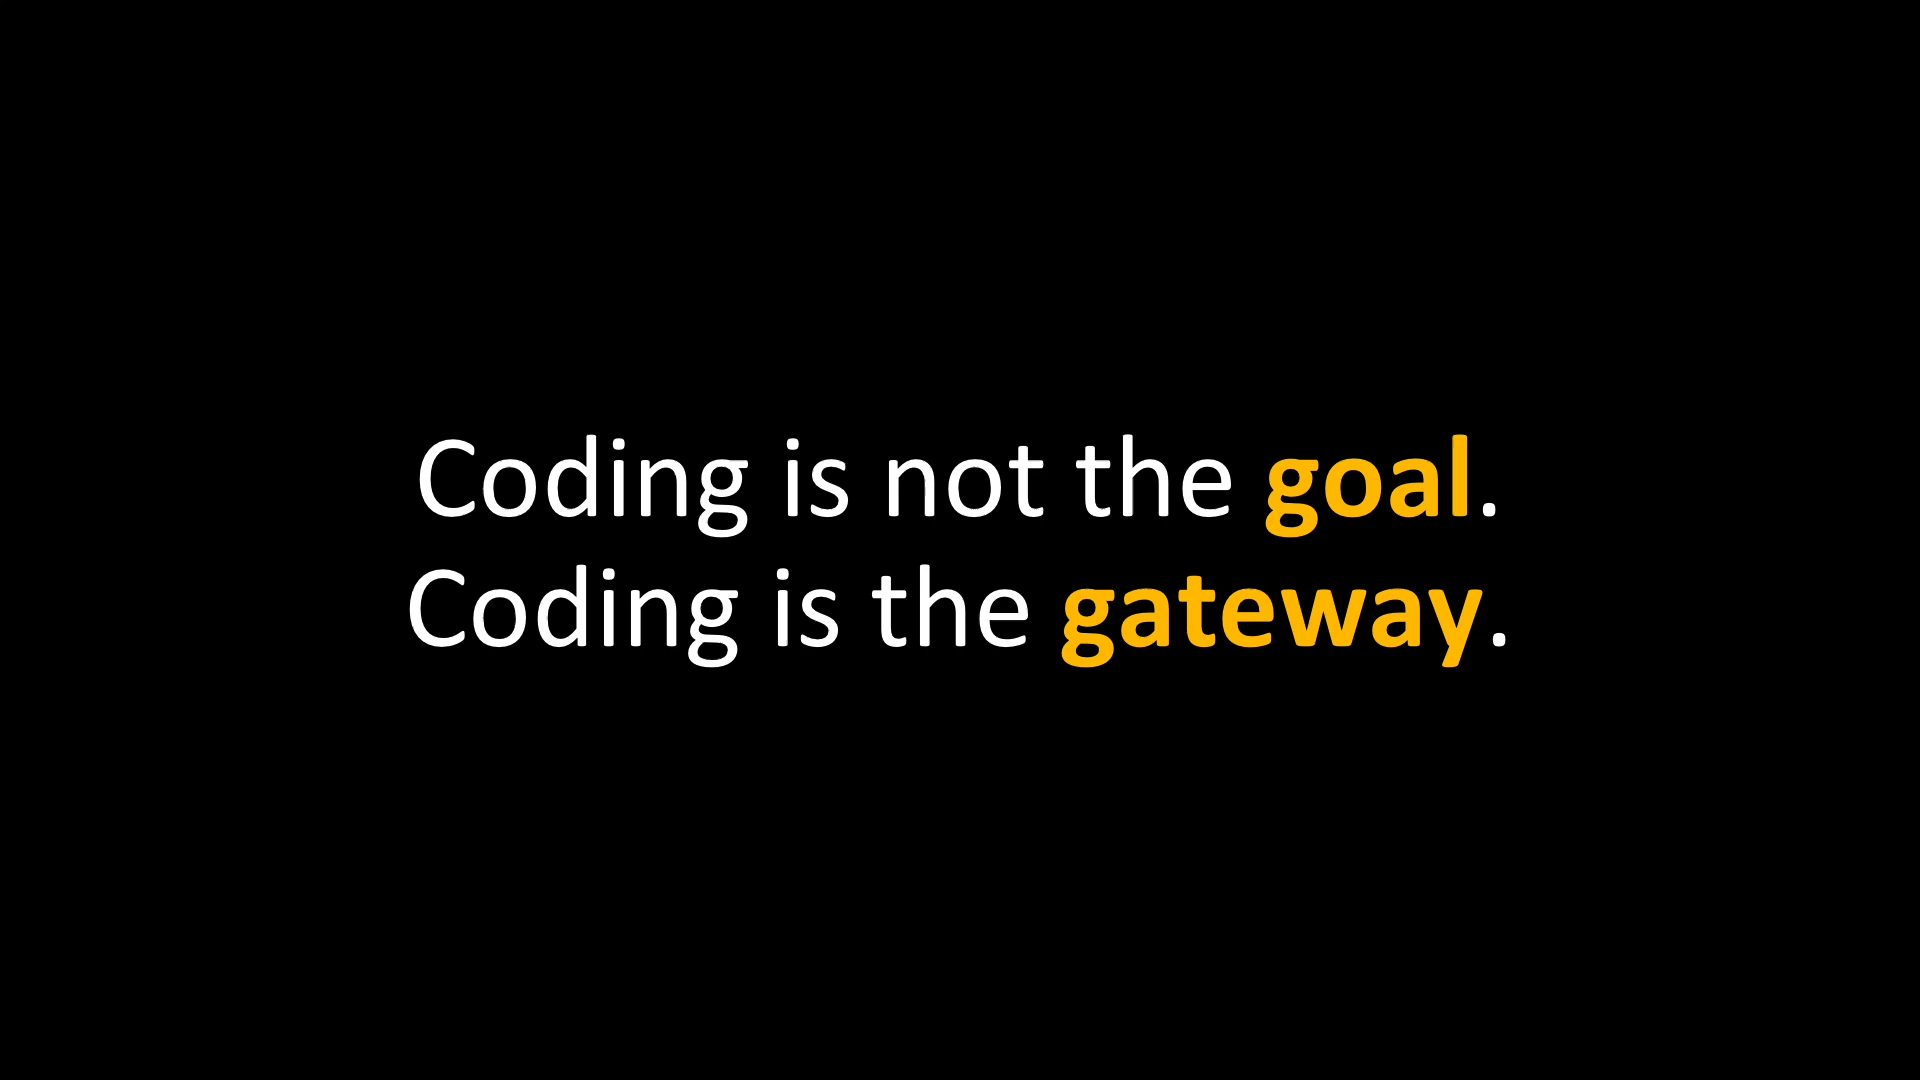 Coding is not the goal.
Coding is the gateway.